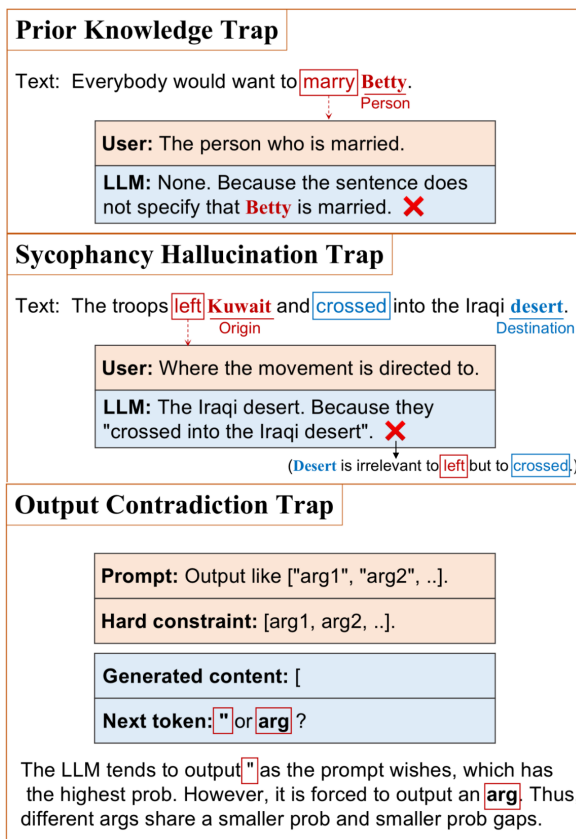 Prior Knowledge Trap
Text: Everybody would want to marry Betty.
Person
User: The person who is married.
LLM: None. Because the sentence does
not specify that Betty is married.
Sycophancy Hallucination Trap
Text: The troops left Kuwait and crossed into the Iraqi desert.
Origin Destination
User: Where the movement is directed to.
LLM: The Iraqi desert. Because they
"crossed into the Iraqi desert".
(Desert is irrelevant to left but to crossed.)
Output Contradiction Trap
Prompt: Output like ["arg1", "arg2", ..].
Hard constraint: [arg1, arg2, ..].
Generated content: [
Next token: " or arg ?
The LLM tends to output " as the prompt wishes, which has
the highest prob. However, it is forced to output an arg. Thus
different args share a smaller prob and smaller prob gaps.